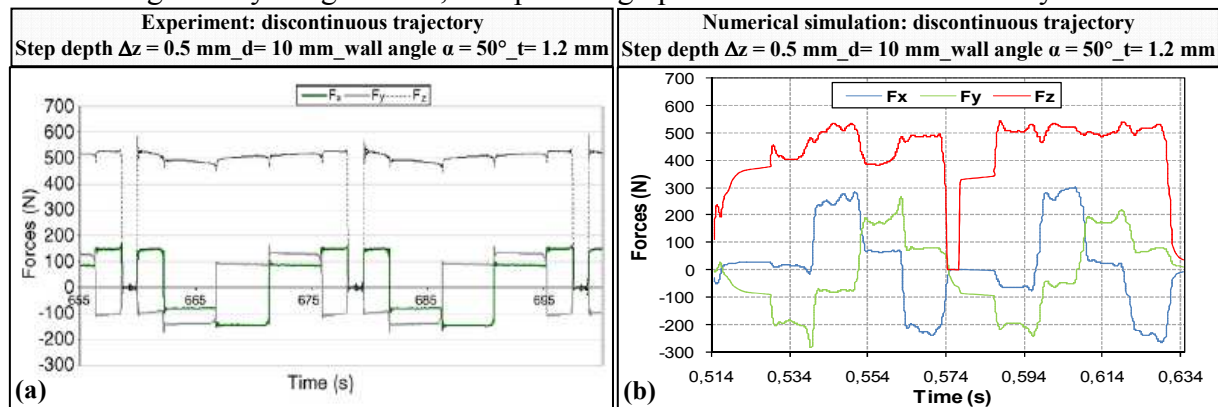 Experiment: discontinuous trajectory
Step depth Δz = 0.5 mm_d= 10 mm_wall angle α = 50°_t= 1.2 mm
Fx Fy Fz
700
600
500
400
300
200
100
0
-100
-200
-300
655 665 675 685 695
Forces (N)
Time (s)
(a)
Numerical simulation: discontinuous trajectory
Step depth Δz = 0.5 mm_d= 10 mm_wall angle α = 50°_t= 1.2 mm
Fx Fy Fz
700
600
500
400
300
200
100
0
-100
-200
-300
0,514 0,534 0,554 0,574 0,594 0,614 0,634
Forces (N)
Time (s)
(b)